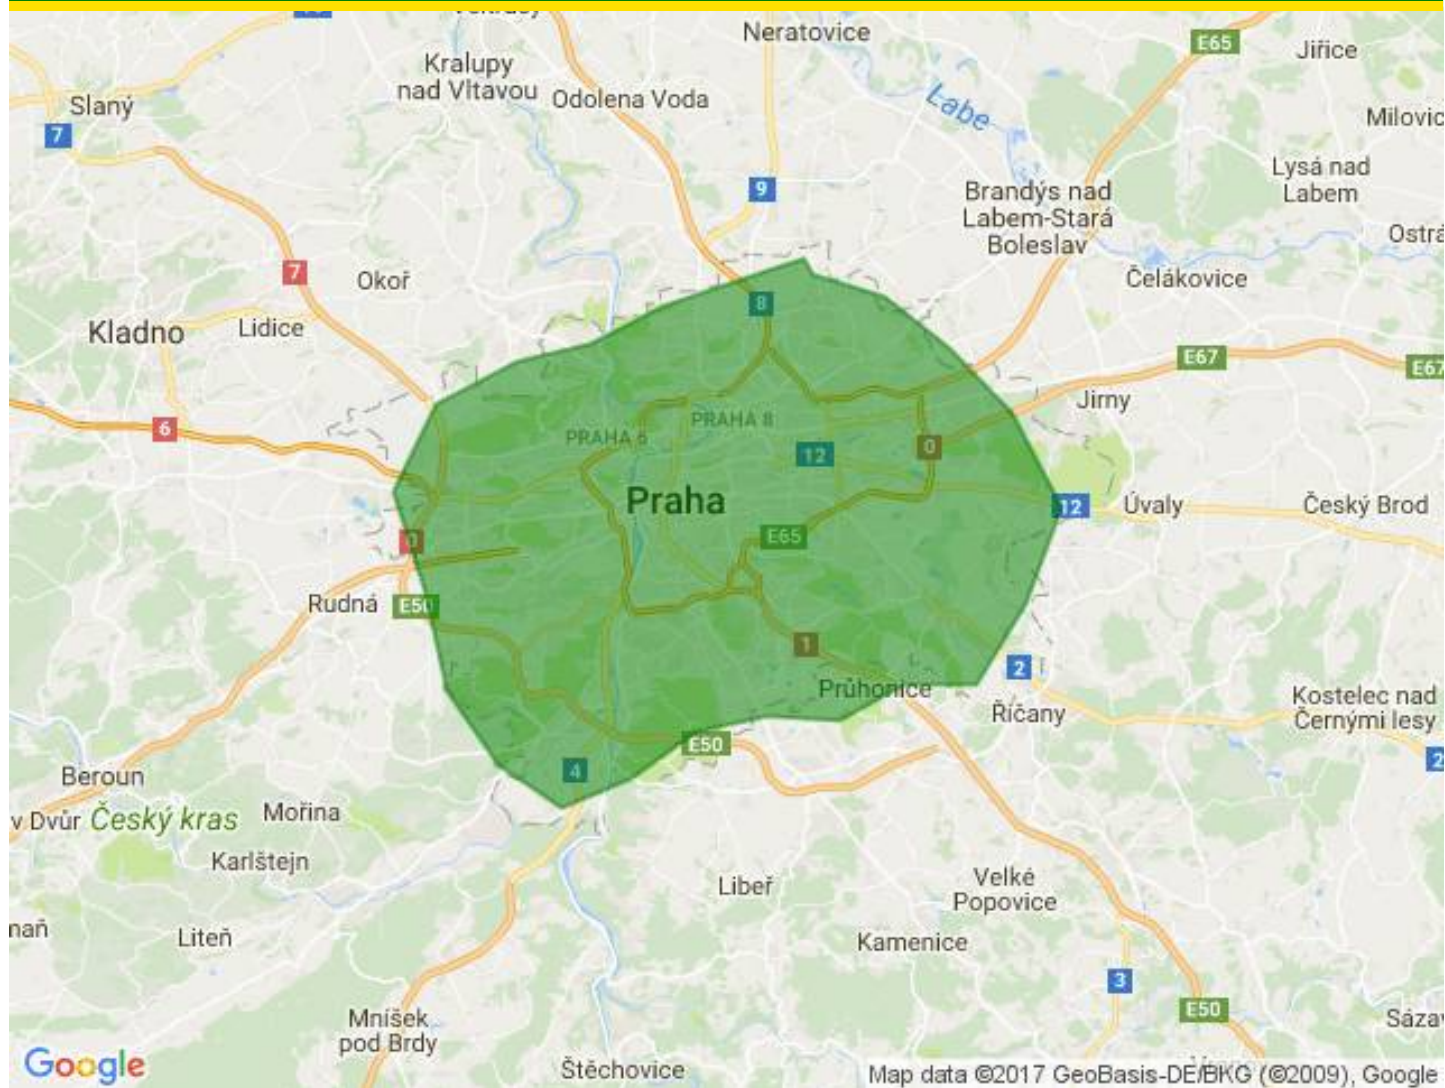 Neratovice
E65
Jiřice
Kralupy
nad Vltavou
Odolena Voda
Slaný
7
Labe
Milovic
9
Lysá nad
Labem
Brandýs nad
Labem-Stará
Boleslav
Ostrá
7
Okoř
Čelákovice
8
Kladno
Lidice
E67
E67
Jirny
6
PRAHA 8
PRAHA 6
0
12
Praha
12
Úvaly
Český Brod
0
E65
Rudná
E50
1
2
Průhonice
Říčany
Kostelec nad
Černými lesy
E50
2
4
Beroun
v Dvůr
Český kras
Mořina
Karlštejn
Libeř
Velké
Popovice
Liteň
Kamenice
3
E50
Mníšek
pod Brdy
Sázav
Štěchovice
Google
Map data ©2017 GeoBasis-DE/BKG (©2009), Google